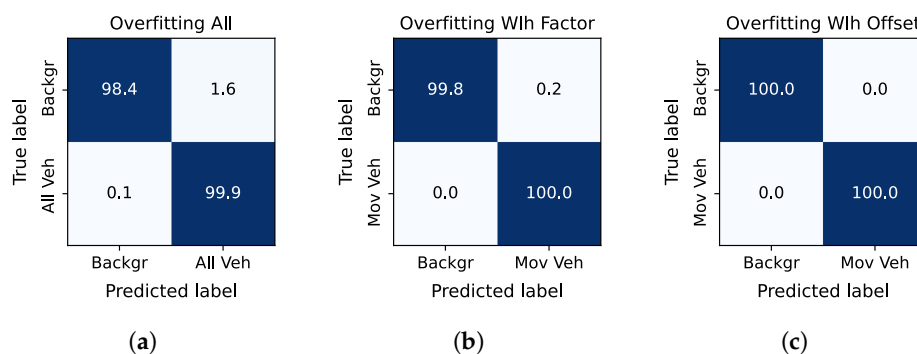 Overfitting All
True label
Backgr
All Veh
98.4
1.6
0.1
99.9
Backgr
All Veh
Predicted label
(a)
Overfitting Wlh Factor
True label
Backgr
Mov Veh
99.8
0.2
0.0
100.0
Backgr
Mov Veh
Predicted label
(b)
Overfitting Wlh Offset
True label
Backgr
Mov Veh
100.0
0.0
0.0
100.0
Backgr
Mov Veh
Predicted label
(c)